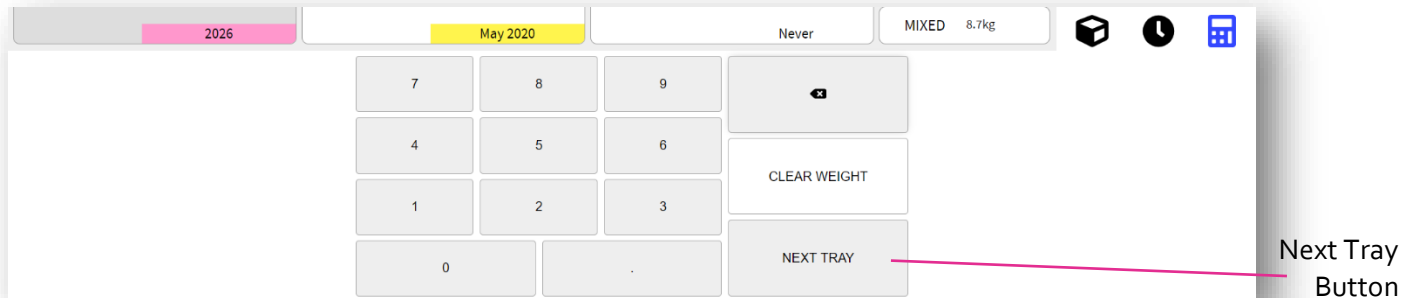 2026 May 2020 Never MIXED 8.7kg
7 8 9
4 5 6
CLEAR WEIGHT
1 2 3
0 . NEXT TRAY
Next Tray
Button